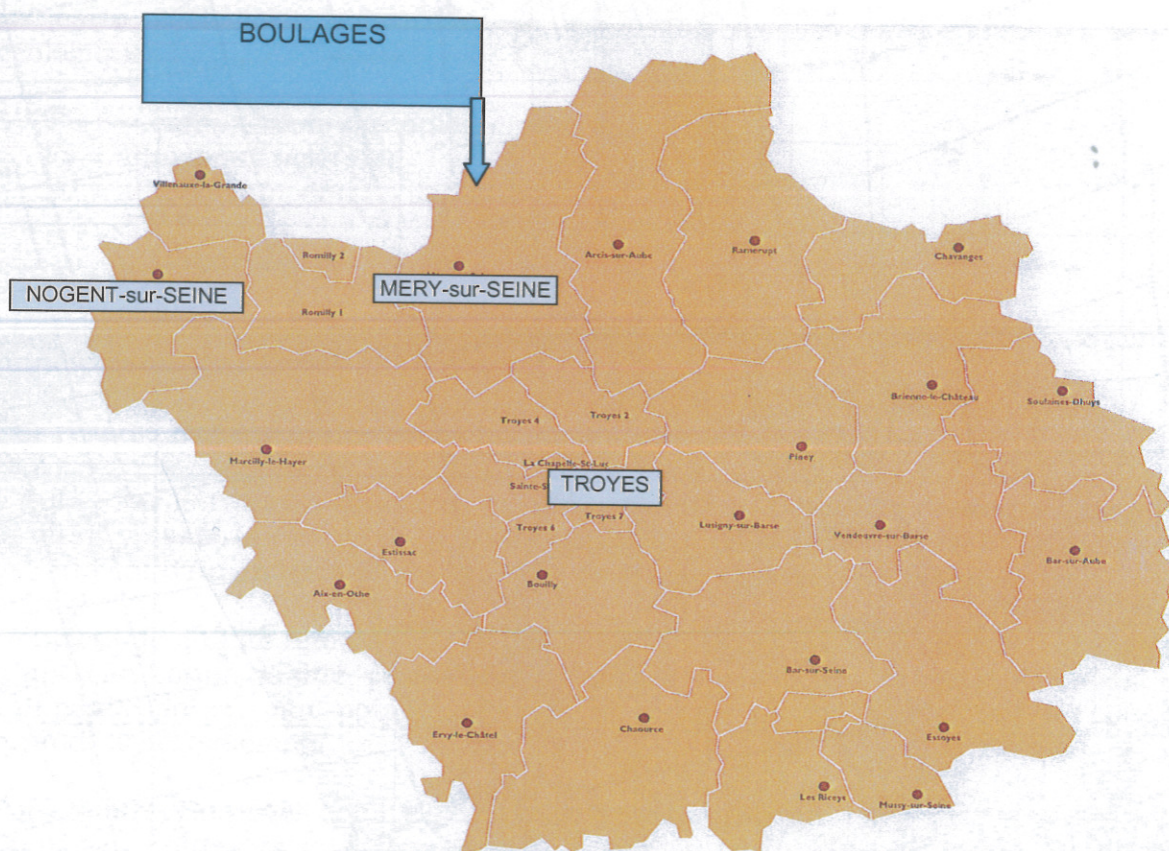 BOULAGES
Villenauxe-la-Grande
Romilly 2
Arcis-sur-Aube
Ramerupt
Chavanges
NOGENT-sur-SEINE
MERY-sur-SEINE
Romilly 1
Brienne-le-Château
Soulaines-Dhuys
Troyes 4
Troyes 2
Marcilly-le-Hayer
Piney
La Chapelle-St-Luc
TROYES
Troyes 6
Troyes 7
Lusigny-sur-Barse
Vendeuvre-sur-Barse
Estissac
Bar-sur-Aube
Bouilly
Aix-en-Othe
Bar-sur-Seine
Ervy-le-Châtel
Chaource
Essoyes
Les Riceys
Mussy-sur-Seine